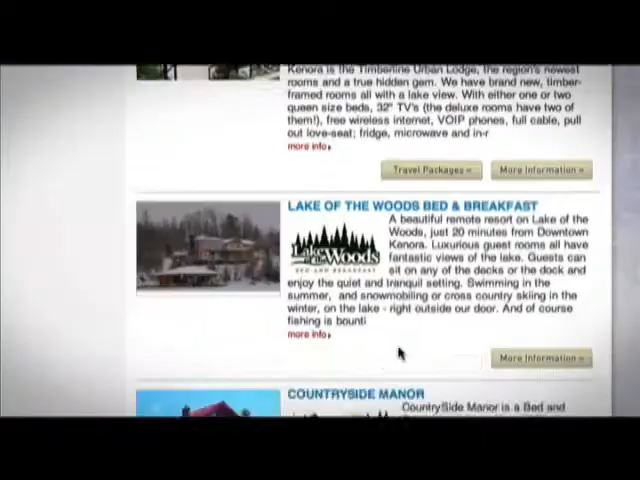 Kenora is the Timberline Urban Lodge, the region's newest
rooms and a true hidden gem. We have brand new, timber-
framed rooms all with a lake view. With either one or two
queen size beds, 32" TV's (the deluxe rooms have two of
them!), free wireless internet, VOIP phones, full cable, pull
out love-seat; fridge, microwave and in-r
more info
Travel Packages »
More Information »
LAKE OF THE WOODS BED & BREAKFAST
Lake of the Woods
BED AND BREAKFAST
A beautiful remote resort on Lake of the
Woods, just 20 minutes from Downtown
Kenora. Luxurious guest rooms all have
fantastic views of the lake. Guests can
sit on any of the decks or the dock and
enjoy the quiet and tranquil setting. Swimming in the
summer, and snowmobiling or cross country skiing in the
winter, on the lake - right outside our door. And of course
fishing is bounti
more info
More Information »
COUNTRYSIDE MANOR
CountrySide Manor is a Bed and